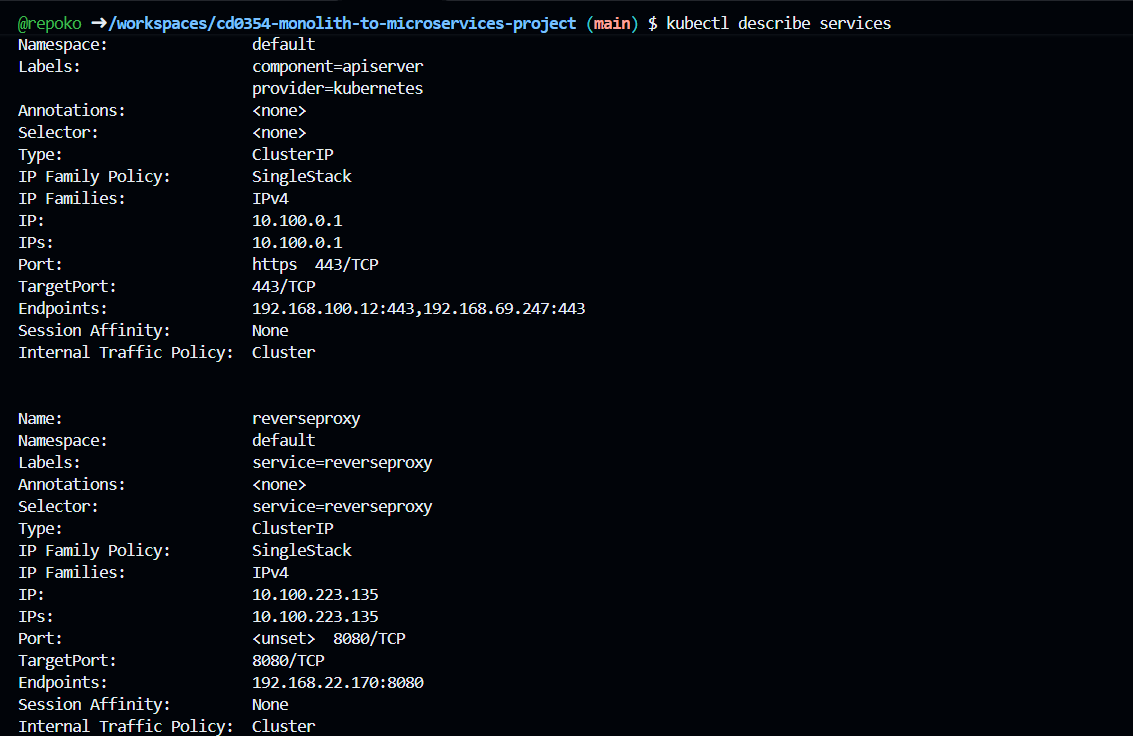 @repoko ➜/workspaces/cd0354-monolith-to-microservices-project (main) $ kubectl describe services
Namespace: default
Labels: component=apiserver
provider=kubernetes
Annotations: <none>
Selector: <none>
Type: ClusterIP
IP Family Policy: SingleStack
IP Families: IPv4
IP: 10.100.0.1
IPs: 10.100.0.1
Port: https 443/TCP
TargetPort: 443/TCP
Endpoints: 192.168.100.12:443,192.168.69.247:443
Session Affinity: None
Internal Traffic Policy: Cluster
Name: reverseproxy
Namespace: default
Labels: service=reverseproxy
Annotations: <none>
Selector: service=reverseproxy
Type: ClusterIP
IP Family Policy: SingleStack
IP Families: IPv4
IP: 10.100.223.135
IPs: 10.100.223.135
Port: <unset> 8080/TCP
TargetPort: 8080/TCP
Endpoints: 192.168.22.170:8080
Session Affinity: None
Internal Traffic Policy: Cluster